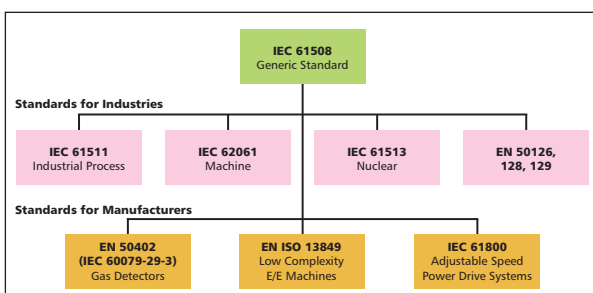 IEC 61508
Generic Standard
Standards for Industries
IEC 61511
Industrial Process
IEC 62061
Machine
IEC 61513
Nuclear
EN 50126,
128, 129
Standards for Manufacturers
EN 50402
(IEC 60079-29-3)
Gas Detectors
EN ISO 13849
Low Complexity
E/E Machines
IEC 61800
Adjustable Speed
Power Drive Systems